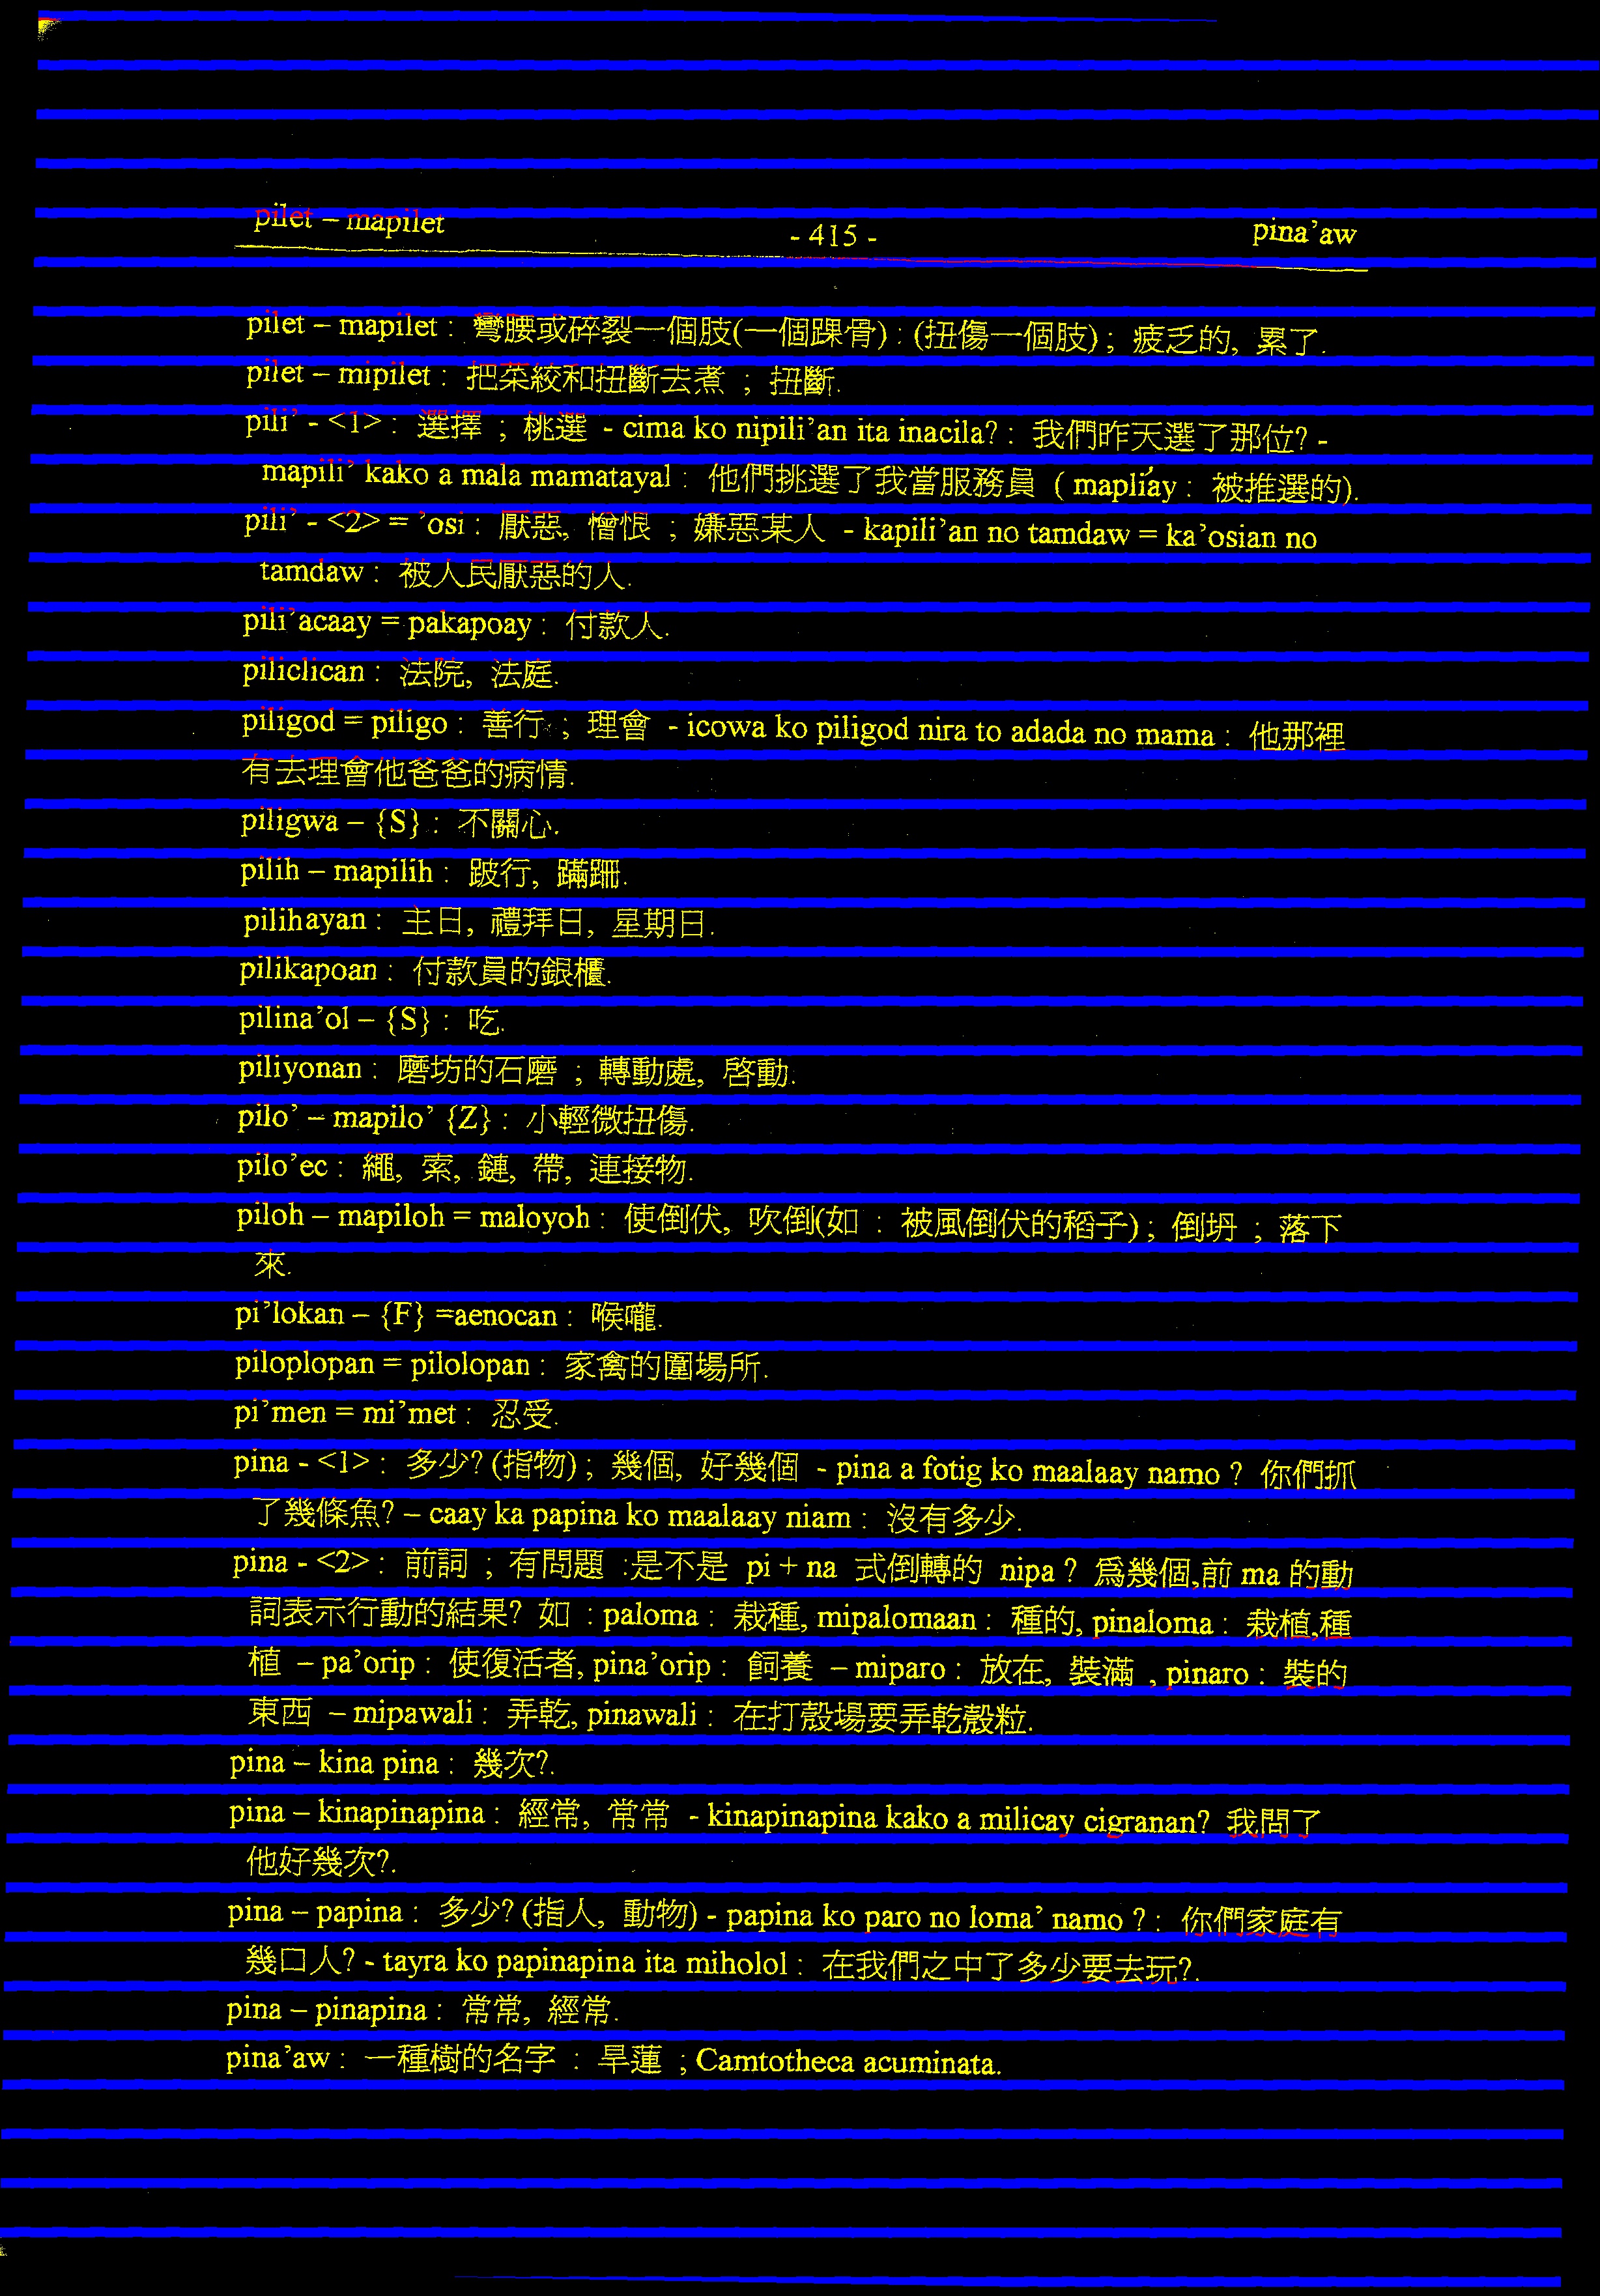 pilet – mapilet - 415 - pina’aw
pilet – mapilet : 彎腰或碎裂一個肢(一個踝骨) : (扭傷一個肢) ; 疲乏的, 累了.
pilet – mipilet : 把菜絞和扭斷去煮 ; 扭斷.
pili’ - <1> : 選擇 ; 桃選 - cima ko nipili’an ita inacila? : 我們昨天選了那位? -
mapili’ kako a mala mamatayal : 他們挑選了我當服務員 ( mapliáy : 被推選的).
pili’ - <2> = ’osi : 厭惡, 憎恨 ; 嫌惡某人 - kapili’an no tamdaw = ka’osian no
tamdaw : 被人民厭惡的人.
pili’acaay = pakapoay : 付款人.
piliclican : 法院, 法庭.
piligod = piligo : 善行 ; 理會 - icowa ko piligod nira to adada no mama : 他那裡
有去理會他爸爸的病情.
piligwa – {S} : 不關心.
pilih – mapilih : 跛行, 蹣跚.
pilihayan : 主日, 禮拜日, 星期日.
pilikapoan : 付款員的銀櫃.
pilina’ol – {S} : 吃.
piliyonan : 磨坊的石磨 ; 轉動處, 啓動.
pilo’ – mapilo’ {Z} : 小輕微扭傷.
pilo’ec : 繩, 索, 鏈, 帶, 連接物.
piloh – mapiloh = maloyoh : 使倒伏, 吹倒(如 : 被風倒伏的稻子) ; 倒坍 ; 落下
來.
pi’lokan – {F} =aenocan : 喉嚨.
piloplopan = pilolopan : 家禽的圍場所.
pi’men = mi’met : 忍受.
pina - <1> : 多少? (指物) ; 幾個, 好幾個 - pina a fotig ko maalaay namo ? 你們抓
了幾條魚? – caay ka papina ko maalaay niam : 沒有多少.
pina - <2> : 前詞 ; 有問題 :是不是 pi + na 式倒轉的 nipa ? 爲幾個,前 ma 的動
詞表示行動的結果? 如 : paloma : 栽種, mipalomaan : 種的, pinaloma : 栽植,種
植 – pa’orip : 使復活者, pina’orip : 飼養 – miparo : 放在, 裝滿 , pinaro : 裝的
東西 – mipawali : 弄乾, pinawali : 在打殼場要弄乾穀粒.
pina – kina pina : 幾次?.
pina – kinapinapina : 經常, 常常 - kinapinapina kako a milicay cigranan? 我問了
他好幾次?.
pina – papina : 多少? (指人, 動物) - papina ko paro no loma’ namo ? : 你們家庭有
幾口人? - tayra ko papinapina ita miholol : 在我們之中了多少要去玩?.
pina – pinapina : 常常, 經常.
pina’aw : 一種樹的名字 : 旱蓮 ; Camtotheca acuminata.